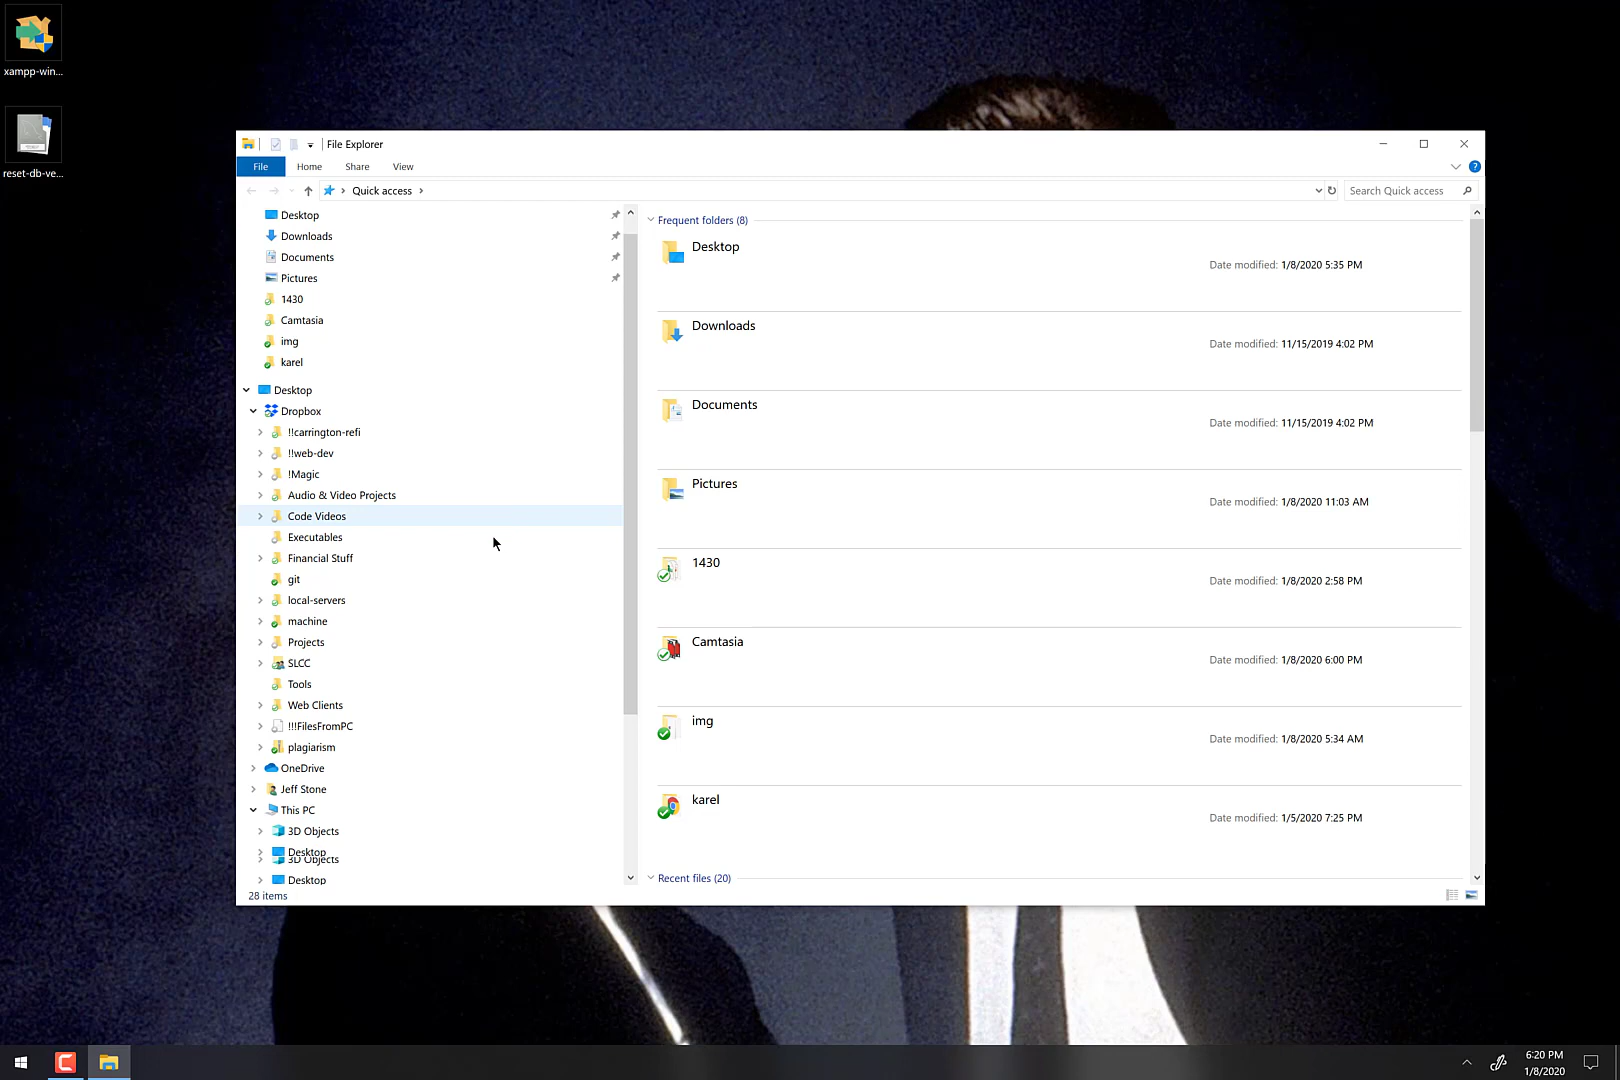 xampp-win...
reset-db-ve...
File Explorer
File Home Share View
Quick access
Search Quick access
Desktop
Downloads
Documents
Pictures
1430
Camtasia
img
karel
Desktop
Dropbox
!!carrington-refi
!!web-dev
!Magic
Audio & Video Projects
Code Videos
Executables
Financial Stuff
git
local-servers
machine
Projects
SLCC
Tools
Web Clients
!!!FilesFromPC
plagiarism
OneDrive
Jeff Stone
This PC
3D Objects
Desktop
3D Objects
Desktop
28 items
Frequent folders (8)
Desktop
Date modified: 1/8/2020 5:35 PM
Downloads
Date modified: 11/15/2019 4:02 PM
Documents
Date modified: 11/15/2019 4:02 PM
Pictures
Date modified: 1/8/2020 11:03 AM
1430
Date modified: 1/8/2020 2:58 PM
Camtasia
Date modified: 1/8/2020 6:00 PM
img
Date modified: 1/8/2020 5:34 AM
karel
Date modified: 1/5/2020 7:25 PM
Recent files (20)
6:20 PM
1/8/2020